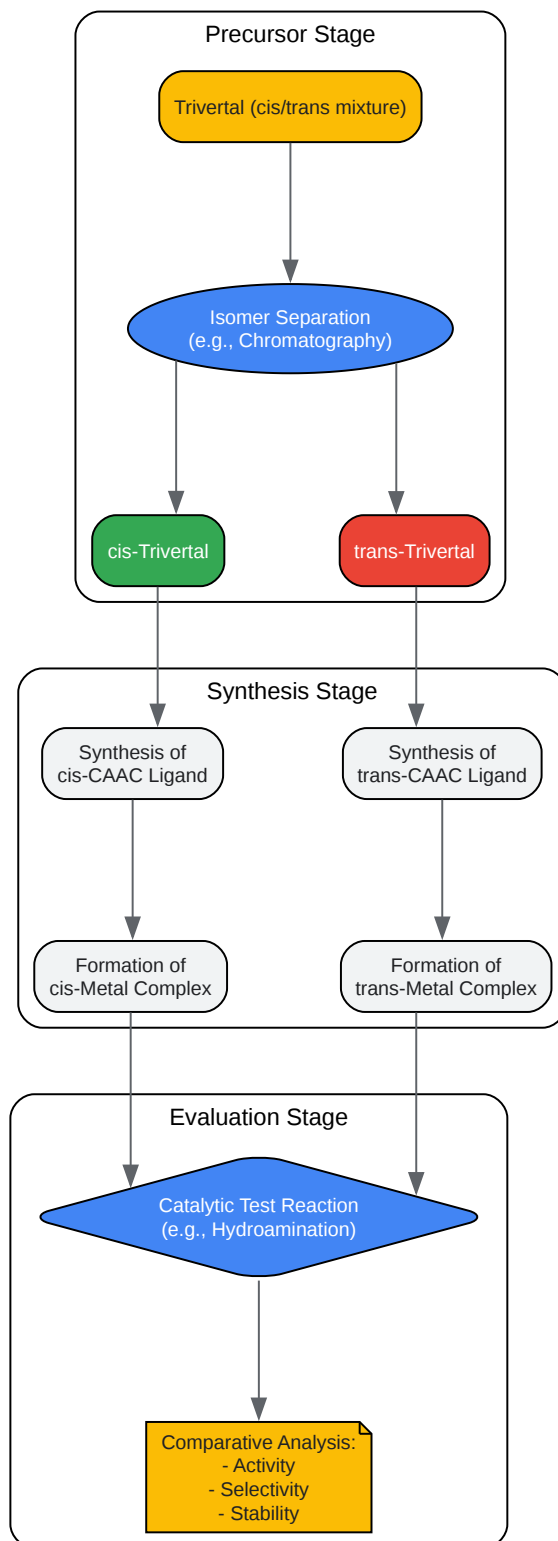 Precursor Stage
Trivertal (cis/trans mixture)
Isomer Separation
(e.g., Chromatography)
cis-Trivertal
trans-Trivertal
Synthesis Stage
Synthesis of
cis-CAAC Ligand
Synthesis of
trans-CAAC Ligand
Formation of
cis-Metal Complex
Formation of
trans-Metal Complex
Evaluation Stage
Catalytic Test Reaction
(e.g., Hydroamination)
Comparative Analysis:
- Activity
- Selectivity
- Stability